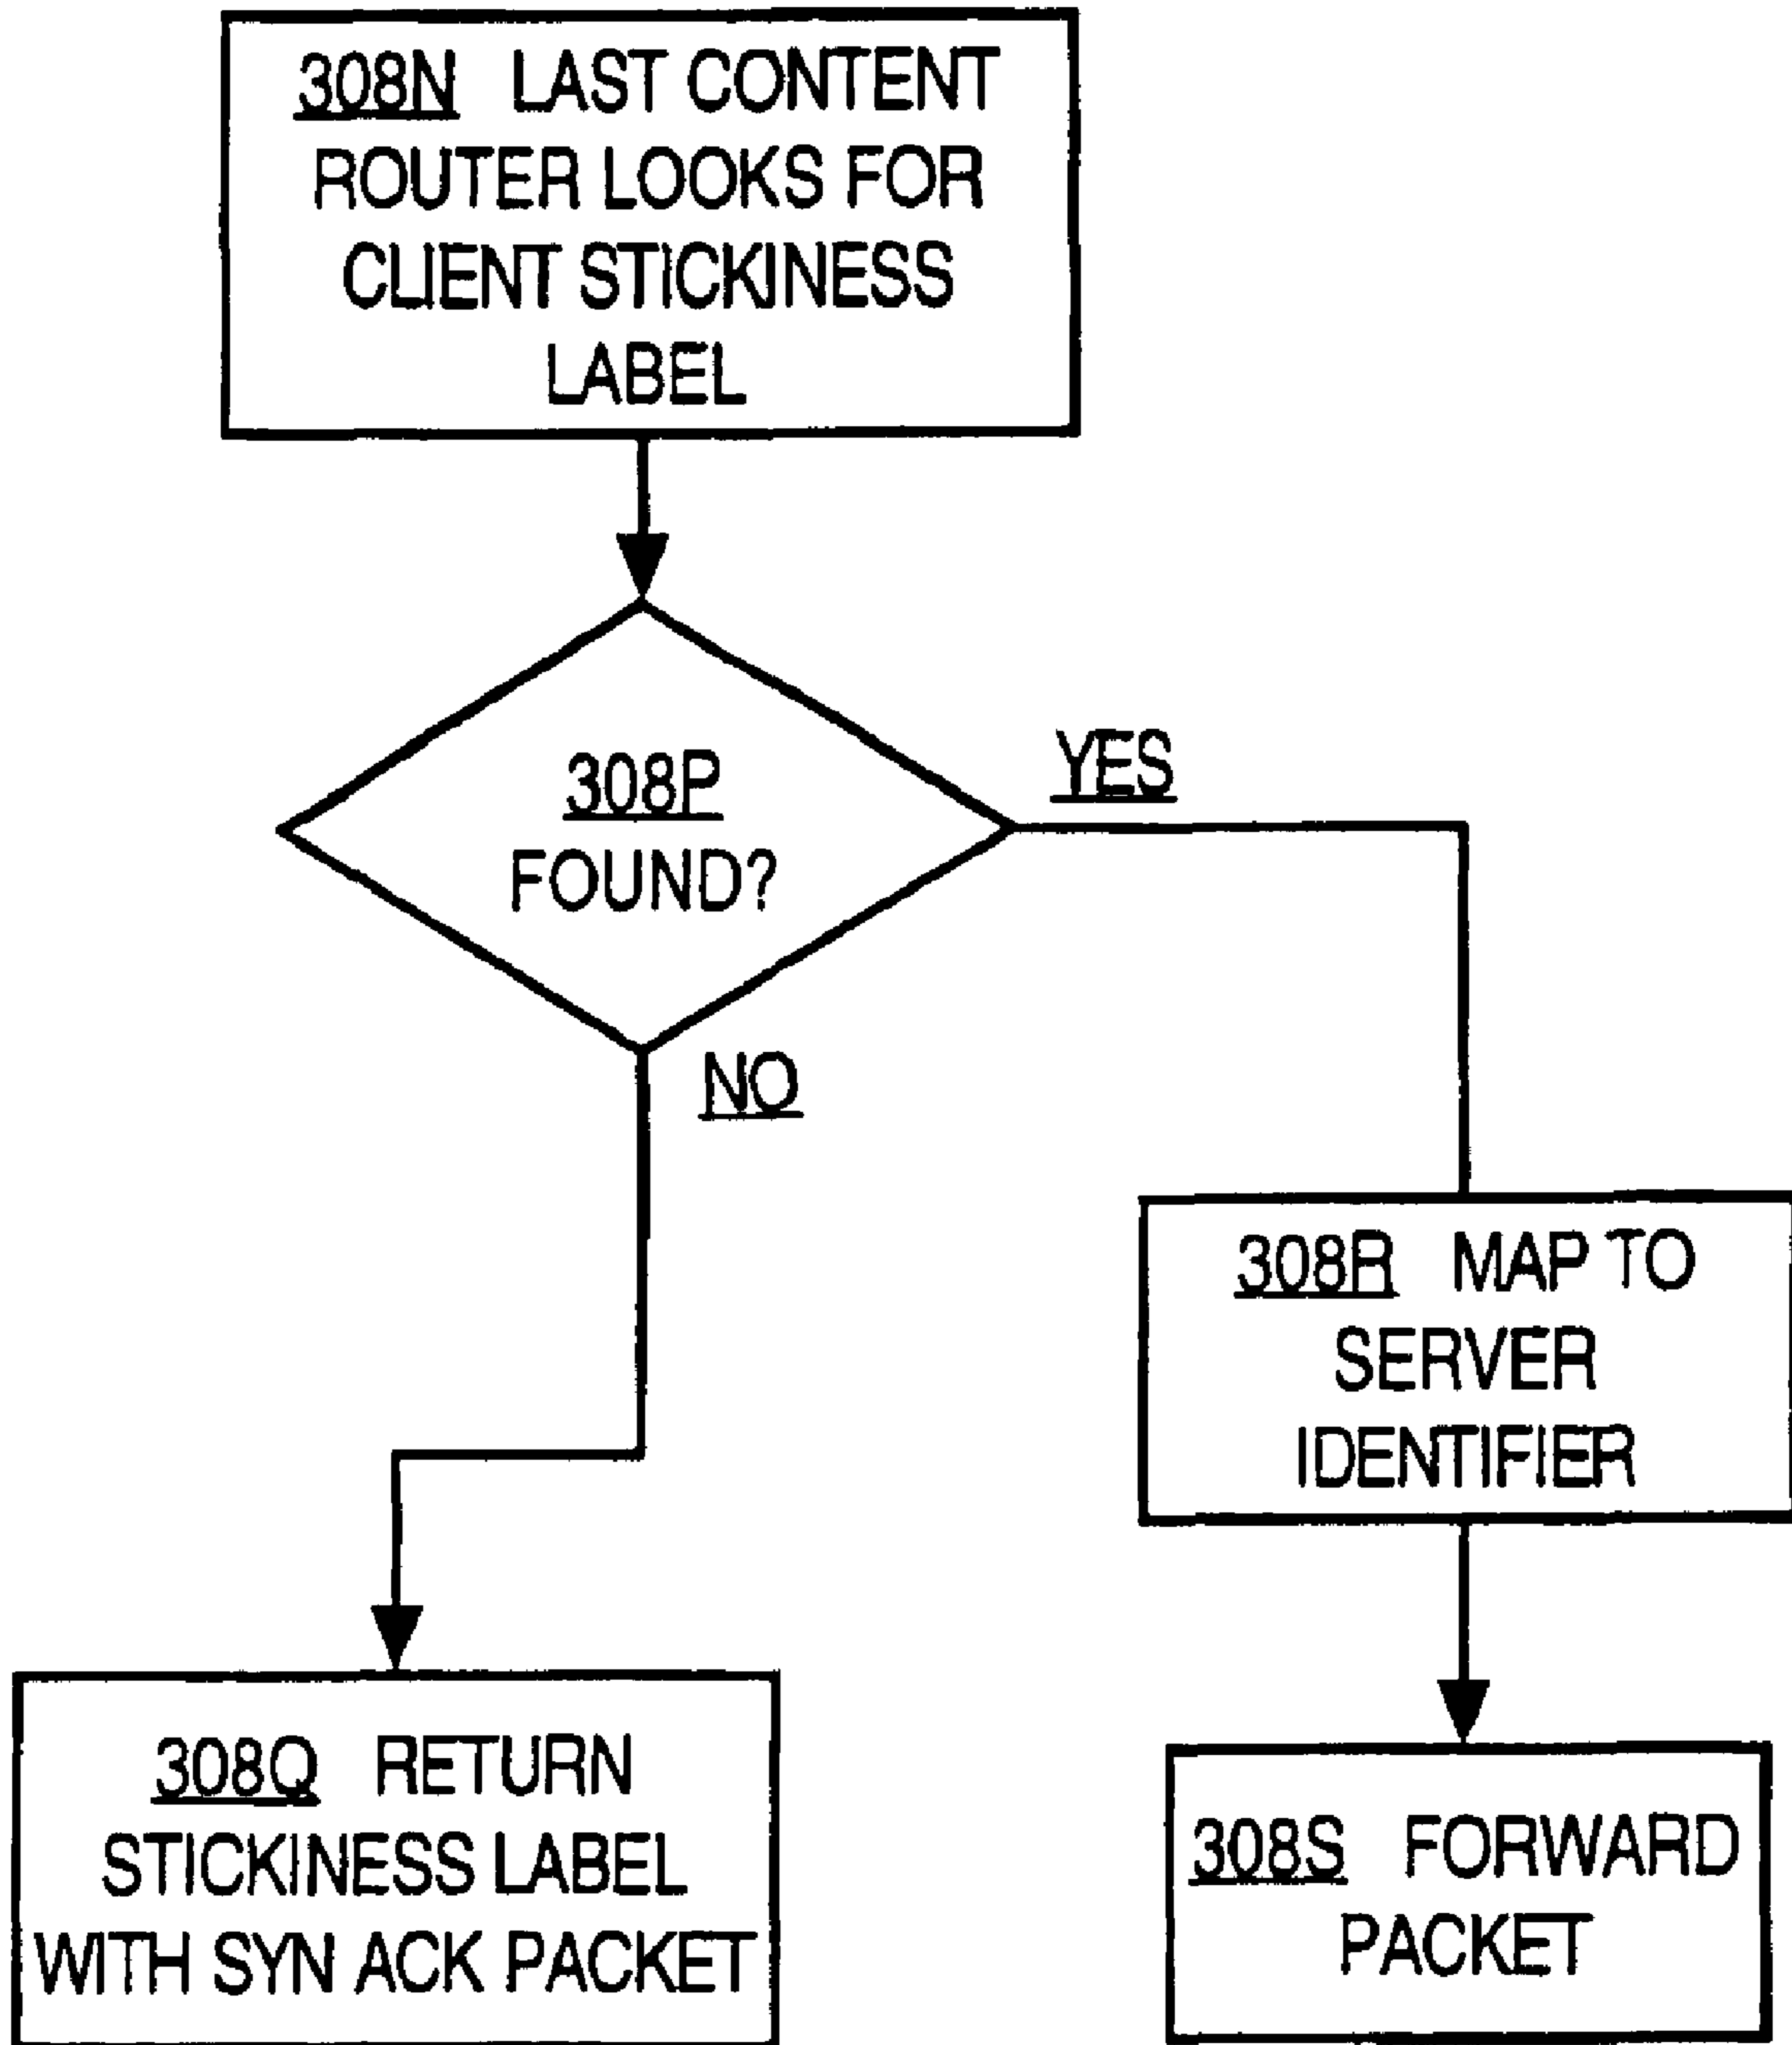 308N LAST CONTENT
ROUTER LOOKS FOR
CLIENT STICKINESS
LABEL
308P
FOUND?
YES
NO
308R MAP TO
SERVER
IDENTIFIER
308Q RETURN
STICKINESS LABEL
WITH SYN ACK PACKET
308S FORWARD
PACKET